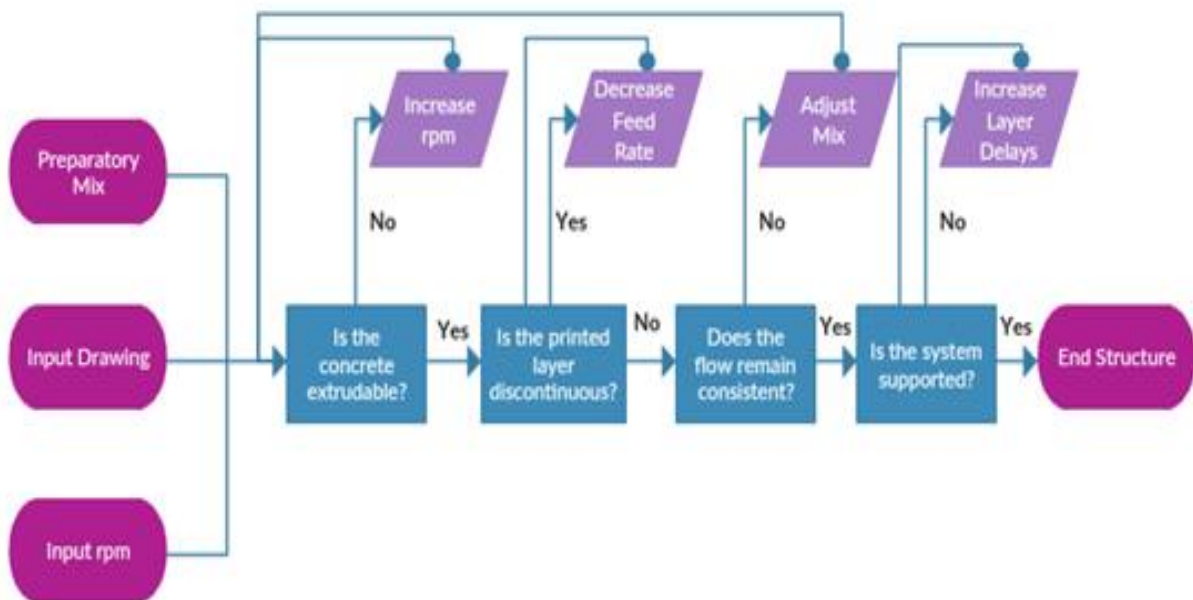 Preparatory
Mix
Input Drawing
Input rpm
Increase
rpm
Decrease
Feed
Rate
Adjust
Mix
Increase
Layer
Delays
No
Yes
No
No
Is the
concrete
extrudable?
Yes
Is the printed
layer
discontinuous?
No
Does the
flow remain
consistent?
Yes
Is the system
supported?
Yes
End Structure